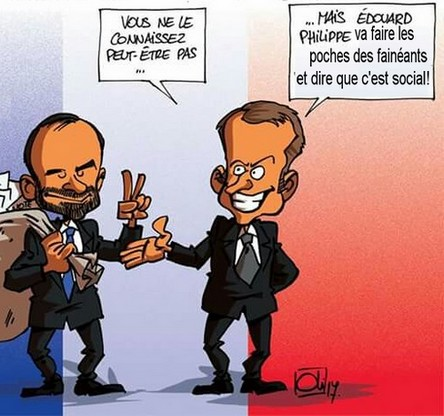 VOUS NE LE
CONNAISSEZ
PEUT-ÊTRE PAS
...
... MAIS ÉDOUARD
PHILIPPE va faire les
poches des fainéants
et dire que c'est social!